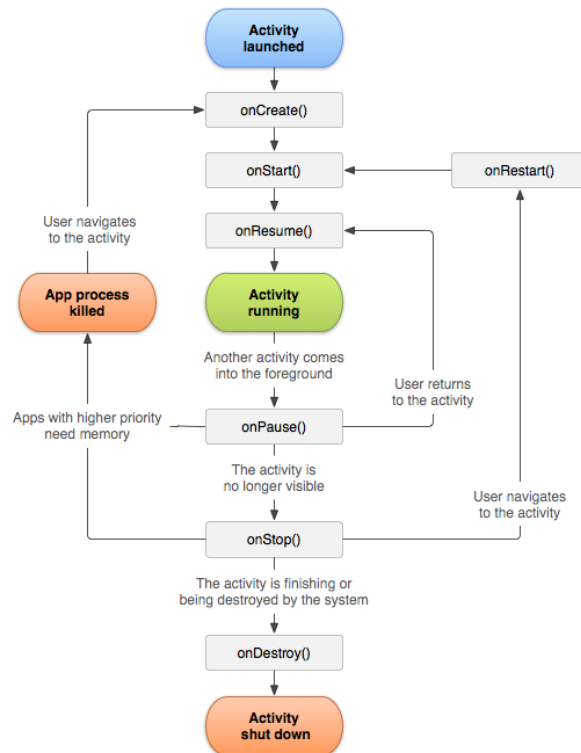 Activity
launched
onCreate()
onStart()
onRestart()
User navigates
to the activity
onResume()
App process
killed
Activity
running
Another activity comes
into the foreground
User returns
to the activity
Apps with higher priority
need memory
onPause()
The activity is
no longer visible
User navigates
to the activity
onStop()
The activity is finishing or
being destroyed by the system
onDestroy()
Activity
shut down